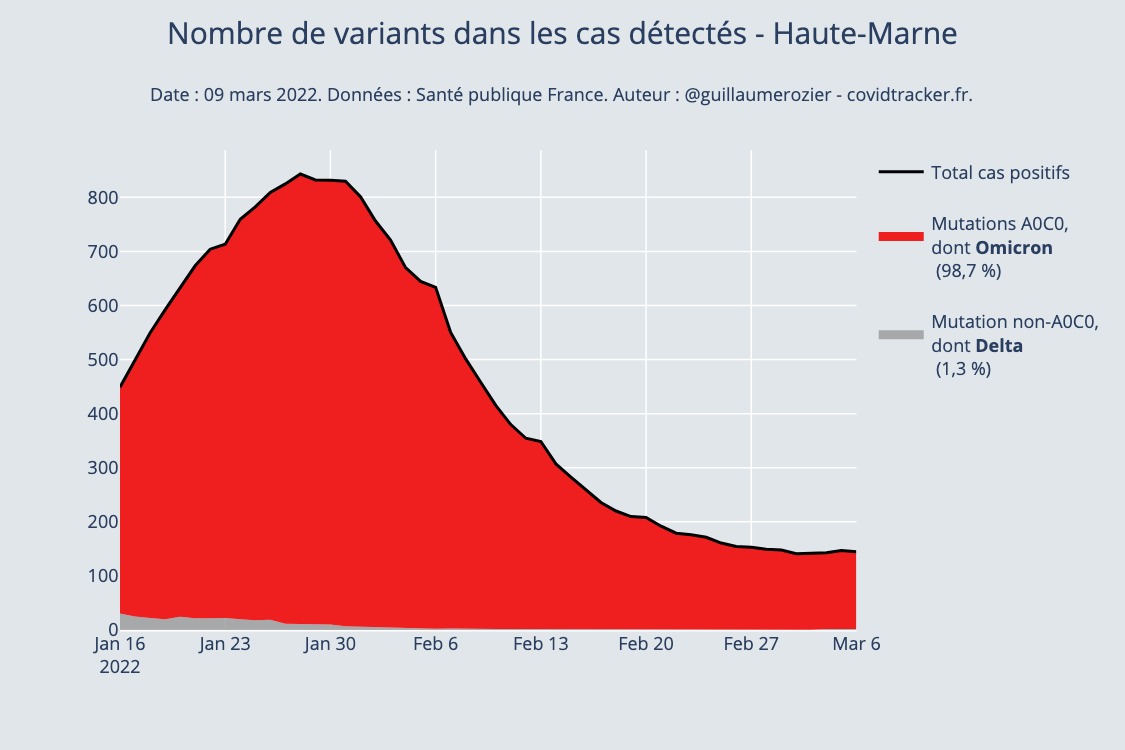 Nombre de variants dans les cas détectés - Haute-Marne
Date : 09 mars 2022. Données : Santé publique France. Auteur : @guillaumerozier - covidtracker.fr.
Total cas positifs
Mutations A0C0,
dont Omicron
(98,7 %)
Mutation non-A0C0,
dont Delta
(1,3 %)
800
700
600
500
400
300
200
100
0
Jan 16 Jan 23 Jan 30 Feb 6 Feb 13 Feb 20 Feb 27 Mar 6
2022